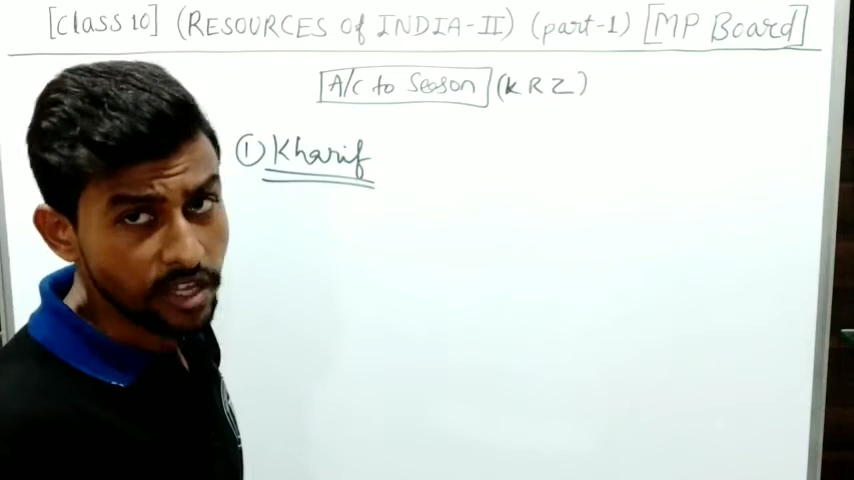 [Class 10] (RESOURCES of INDIA-II) (part-1) [MP Board]
A/C to Season (K R Z)
① Kharif